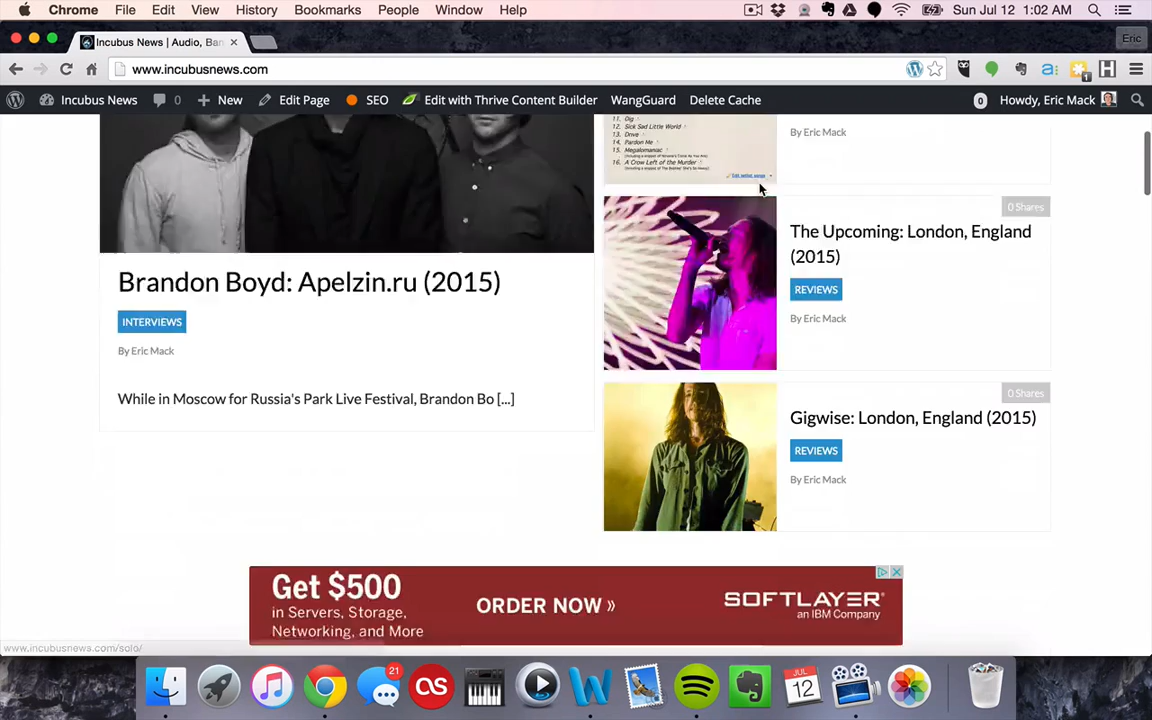 Chrome File Edit View History Bookmarks People Window Help Sun Jul 12 1:02 AM
Incubus News | Audio, Ban Eric
www.incubusnews.com 1
Incubus News 0 New Edit Page SEO Edit with Thrive Content Builder WangGuard Delete Cache 0 Howdy, Eric Mack
11. Dig
12. Sick Sad Little World
13. Drive
14. Pardon Me
15. Megalomaniac
16. A Crow Left of the Murder
Edit setlist songs
By Eric Mack
0 Shares
The Upcoming: London, England
(2015)
REVIEWS
By Eric Mack
Brandon Boyd: Apelzin.ru (2015)
INTERVIEWS
By Eric Mack
While in Moscow for Russia's Park Live Festival, Brandon Bo [...]
0 Shares
Gigwise: London, England (2015)
REVIEWS
By Eric Mack
Get $500
in Servers, Storage,
Networking, and More
ORDER NOW »
SOFTLAYER
an IBM Company
www.incubusnews.com/solo/
21
JUL
12